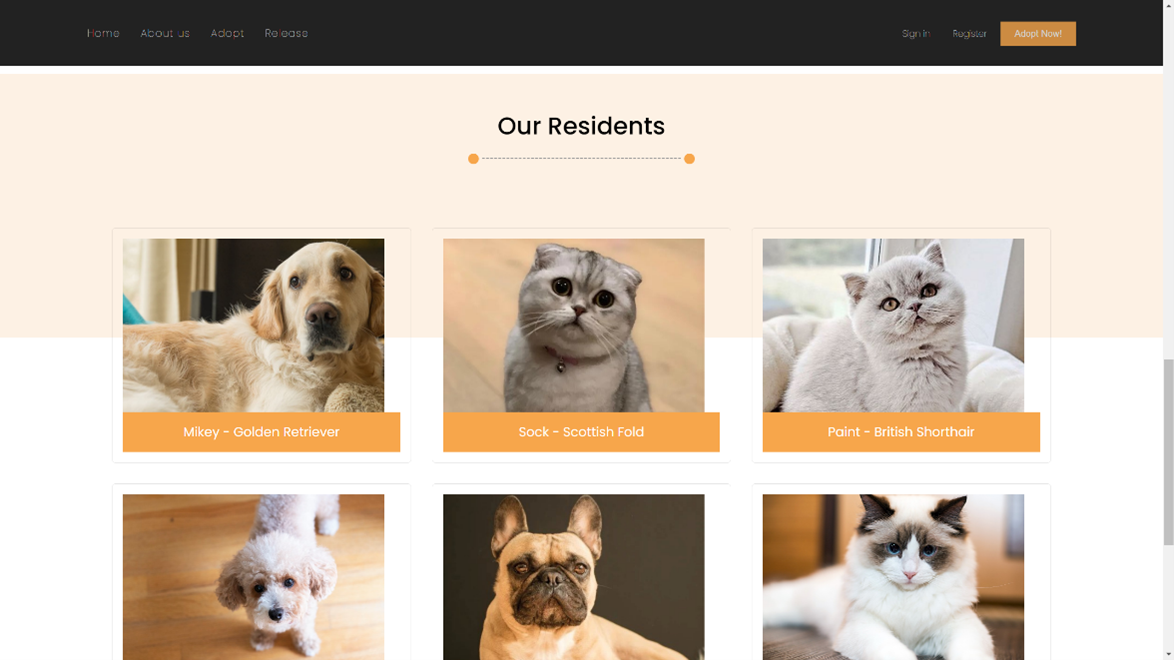 Home About us Adopt Release Sign In Register Adopt Now!
Our Residents
Mikey - Golden Retriever
Sock - Scottish Fold
Paint - British Shorthair